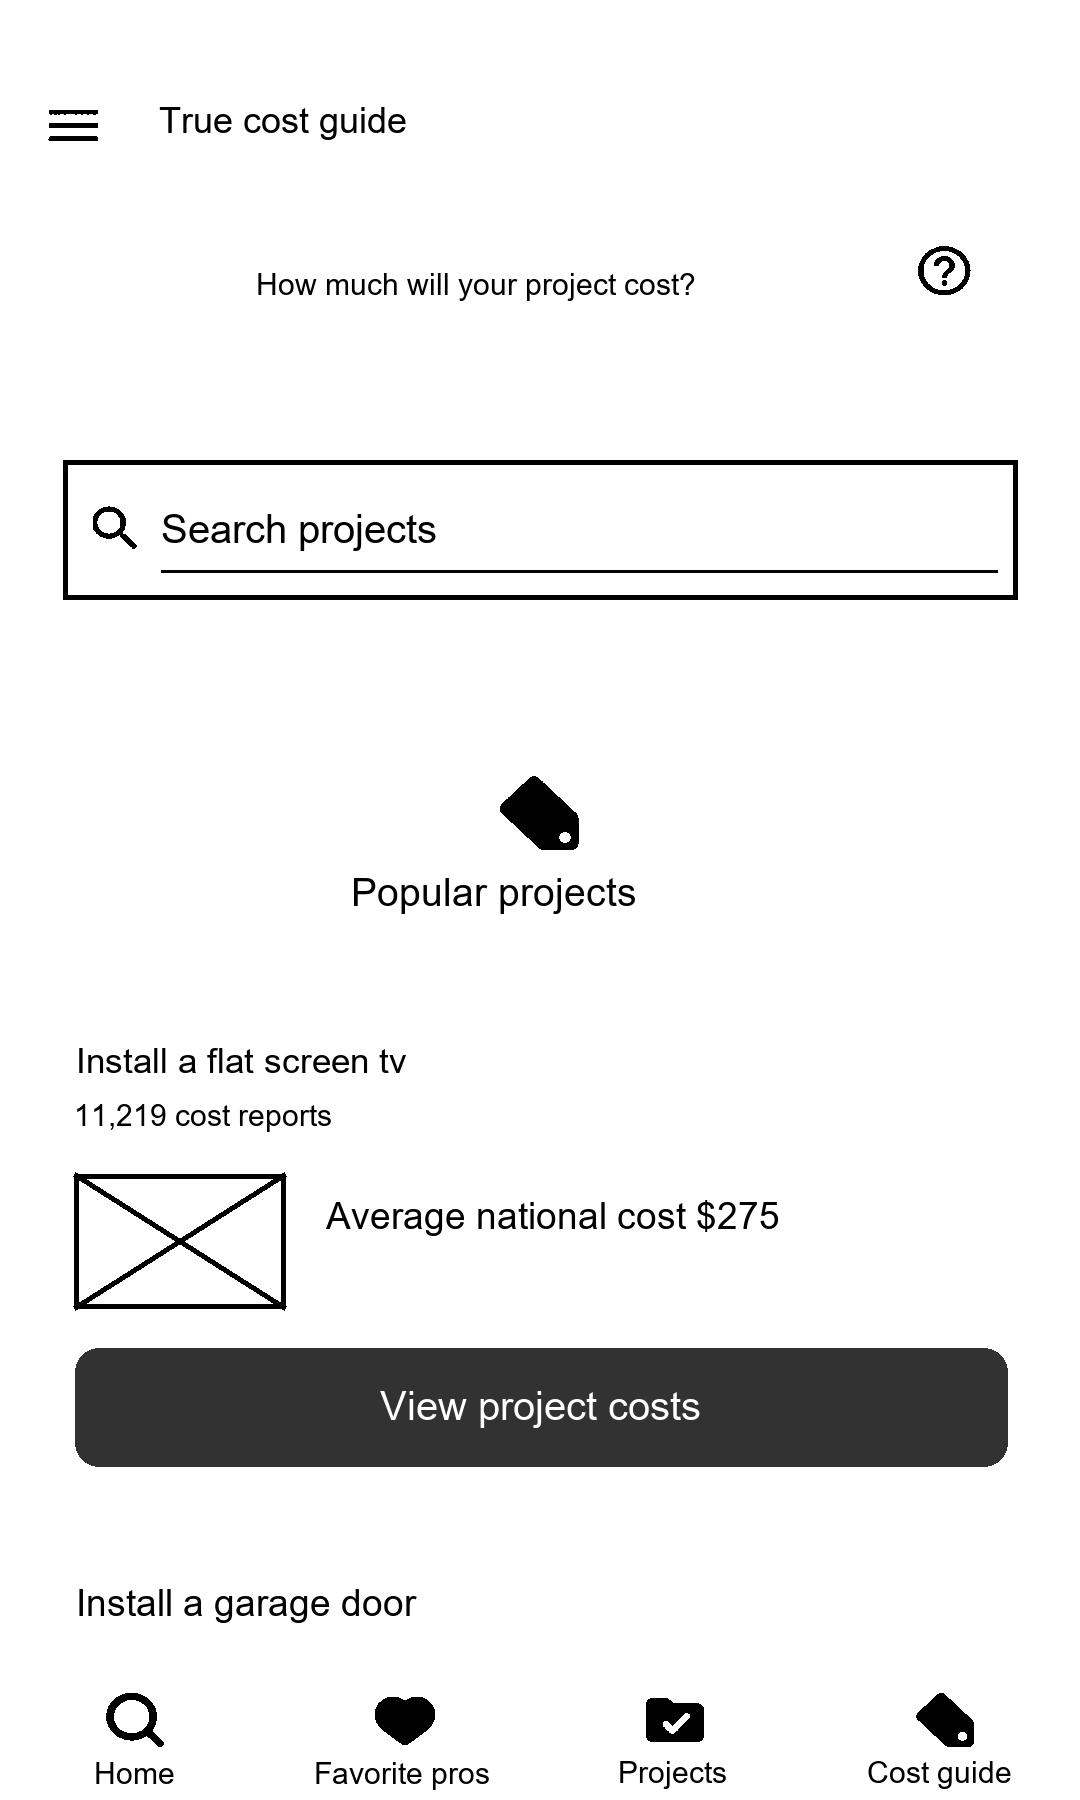 True cost guide
How much will your project cost?
Search projects
Popular projects
Install a flat screen tv
11,219 cost reports
Average national cost $275
View project costs
Install a garage door
Home
Favorite pros
Projects
Cost guide